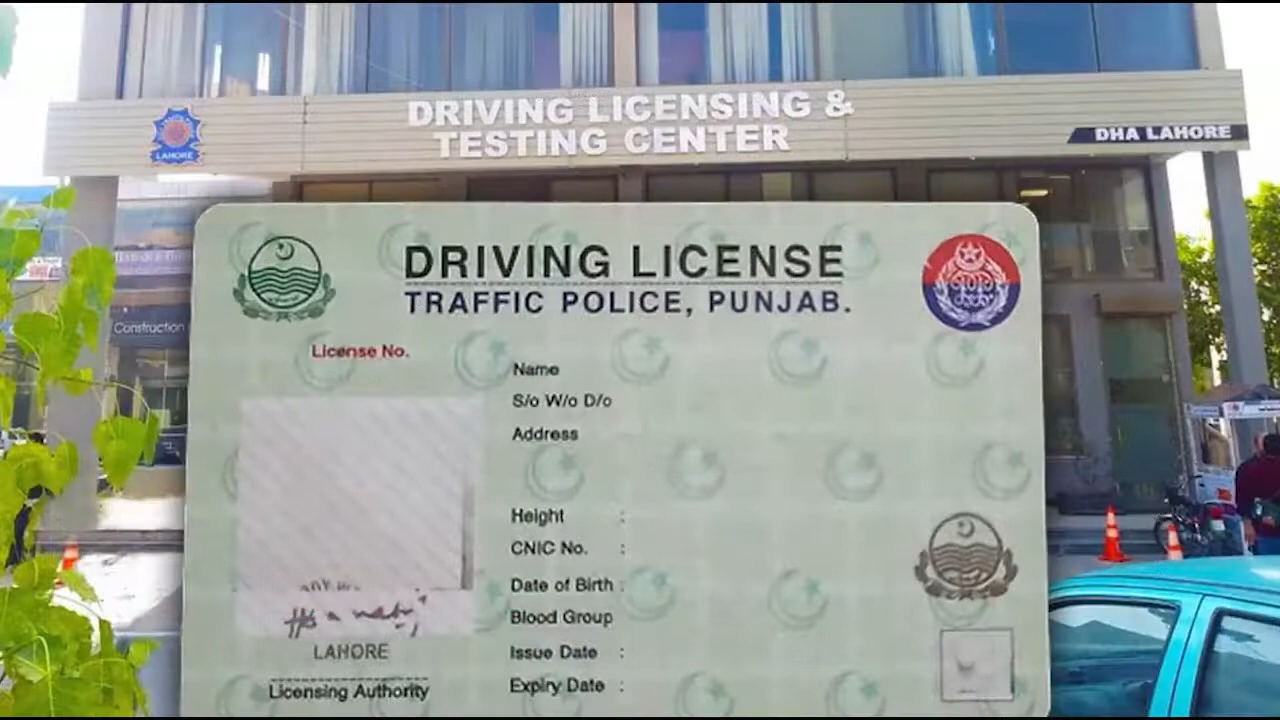 DRIVING LICENSING &
TESTING CENTER
LAHORE
DHA LAHORE
Construction
DRIVING LICENSE
TRAFFIC POLICE, PUNJAB.
License No.
Name
S/o W/o D/o
Address
Height :
CNIC No. :
Date of Birth :
Blood Group
Issue Date :
Expiry Date :
LAHORE
Licensing Authority